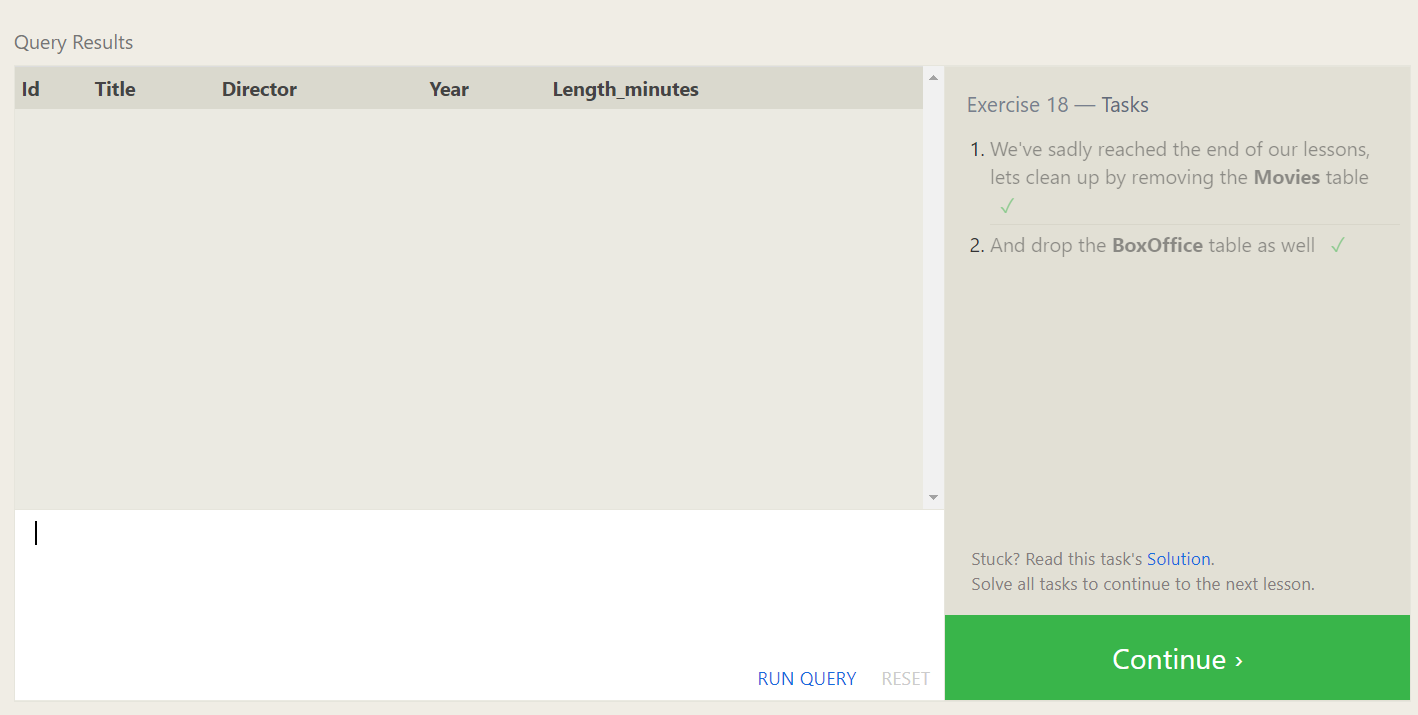 Query Results
Id Title Director Year Length_minutes
Exercise 18 — Tasks
1. We've sadly reached the end of our lessons,
lets clean up by removing the Movies table
✓
2. And drop the BoxOffice table as well ✓
Stuck? Read this task's Solution.
Solve all tasks to continue to the next lesson.
RUN QUERY RESET
Continue ›